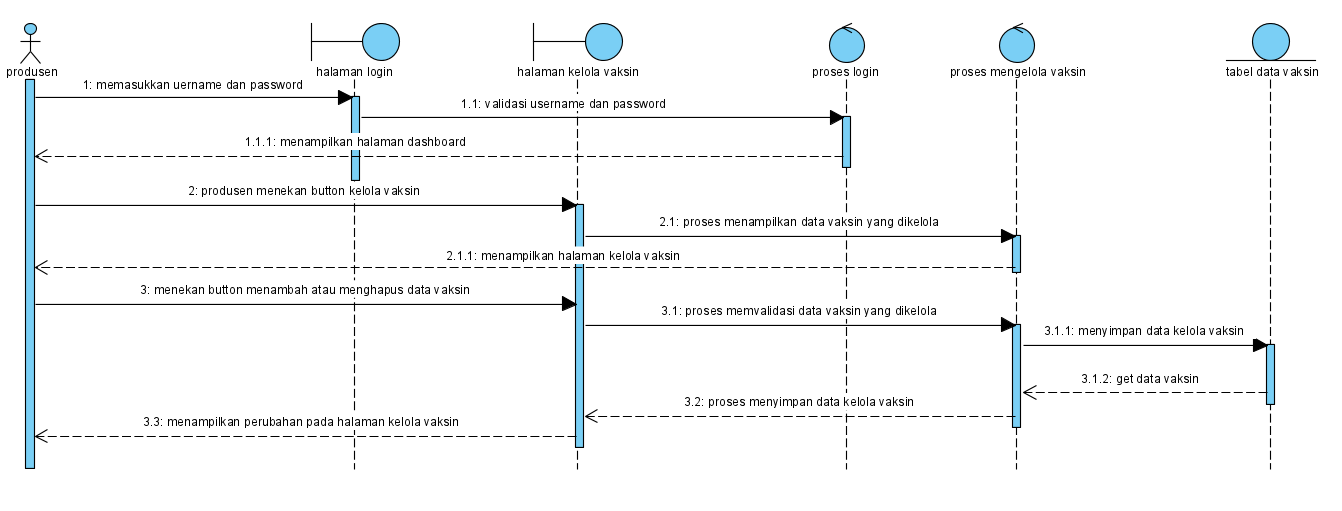 produsen
halaman login
halaman kelola vaksin
proses login
proses mengelola vaksin
tabel data vaksin
1: memasukkan uername dan password
1.1: validasi username dan password
1.1.1: menampilkan halaman dashboard
2: produsen menekan button kelola vaksin
2.1: proses menampilkan data vaksin yang dikelola
2.1.1: menampilkan halaman kelola vaksin
3: menekan button menambah atau menghapus data vaksin
3.1: proses memvalidasi data vaksin yang dikelola
3.1.1: menyimpan data kelola vaksin
3.1.2: get data vaksin
3.2: proses menyimpan data kelola vaksin
3.3: menampilkan perubahan pada halaman kelola vaksin